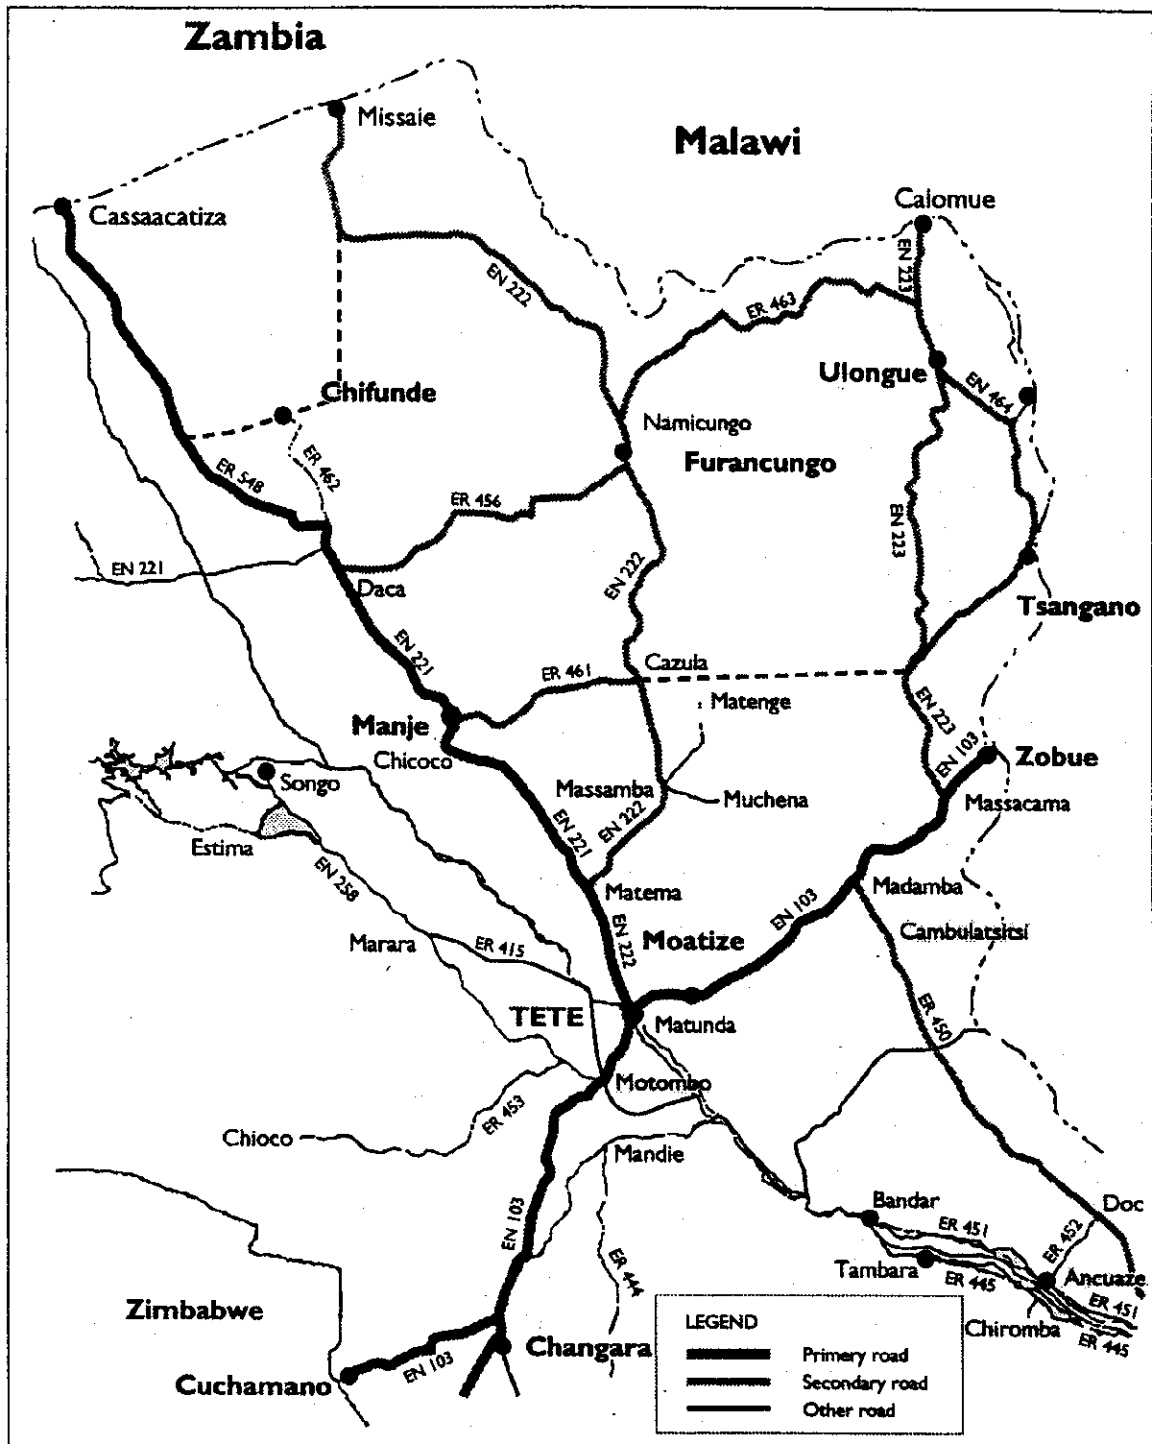 Zambia
Missaie
Malawi
Cassaacatiza
Calomue
EN 223
EN 222
ER 463
Chifunde
Ulongue
EN 464
Namicungo
Furancungo
ER 462
ER 548
ER 456
EN 221
EN 223
EN 222
Daca
Tsangano
EN 221
ER 461
Cazula
Matenge
EN 223
Manje
EN 103
Zobue
Chicoco
Songo
Massamba
Muchena
Massacama
EN 222
EN 221
Estima
EN 258
Matema
Madamba
EN 103
Cambulatsitsi
Marara
ER 415
EN 222
Moatize
TETE
Matunda
ER 450
Motombo
ER 453
Chioco
Mandie
EN 103
Bandar
Doc
ER 451
ER 452
ER 444
Tambara
ER 445
Ancuaze
ER 451
Zimbabwe
Chiromba
ER 445
LEGEND
Primery road
Secondary road
Other road
Changara
EN 103
Cuchamano